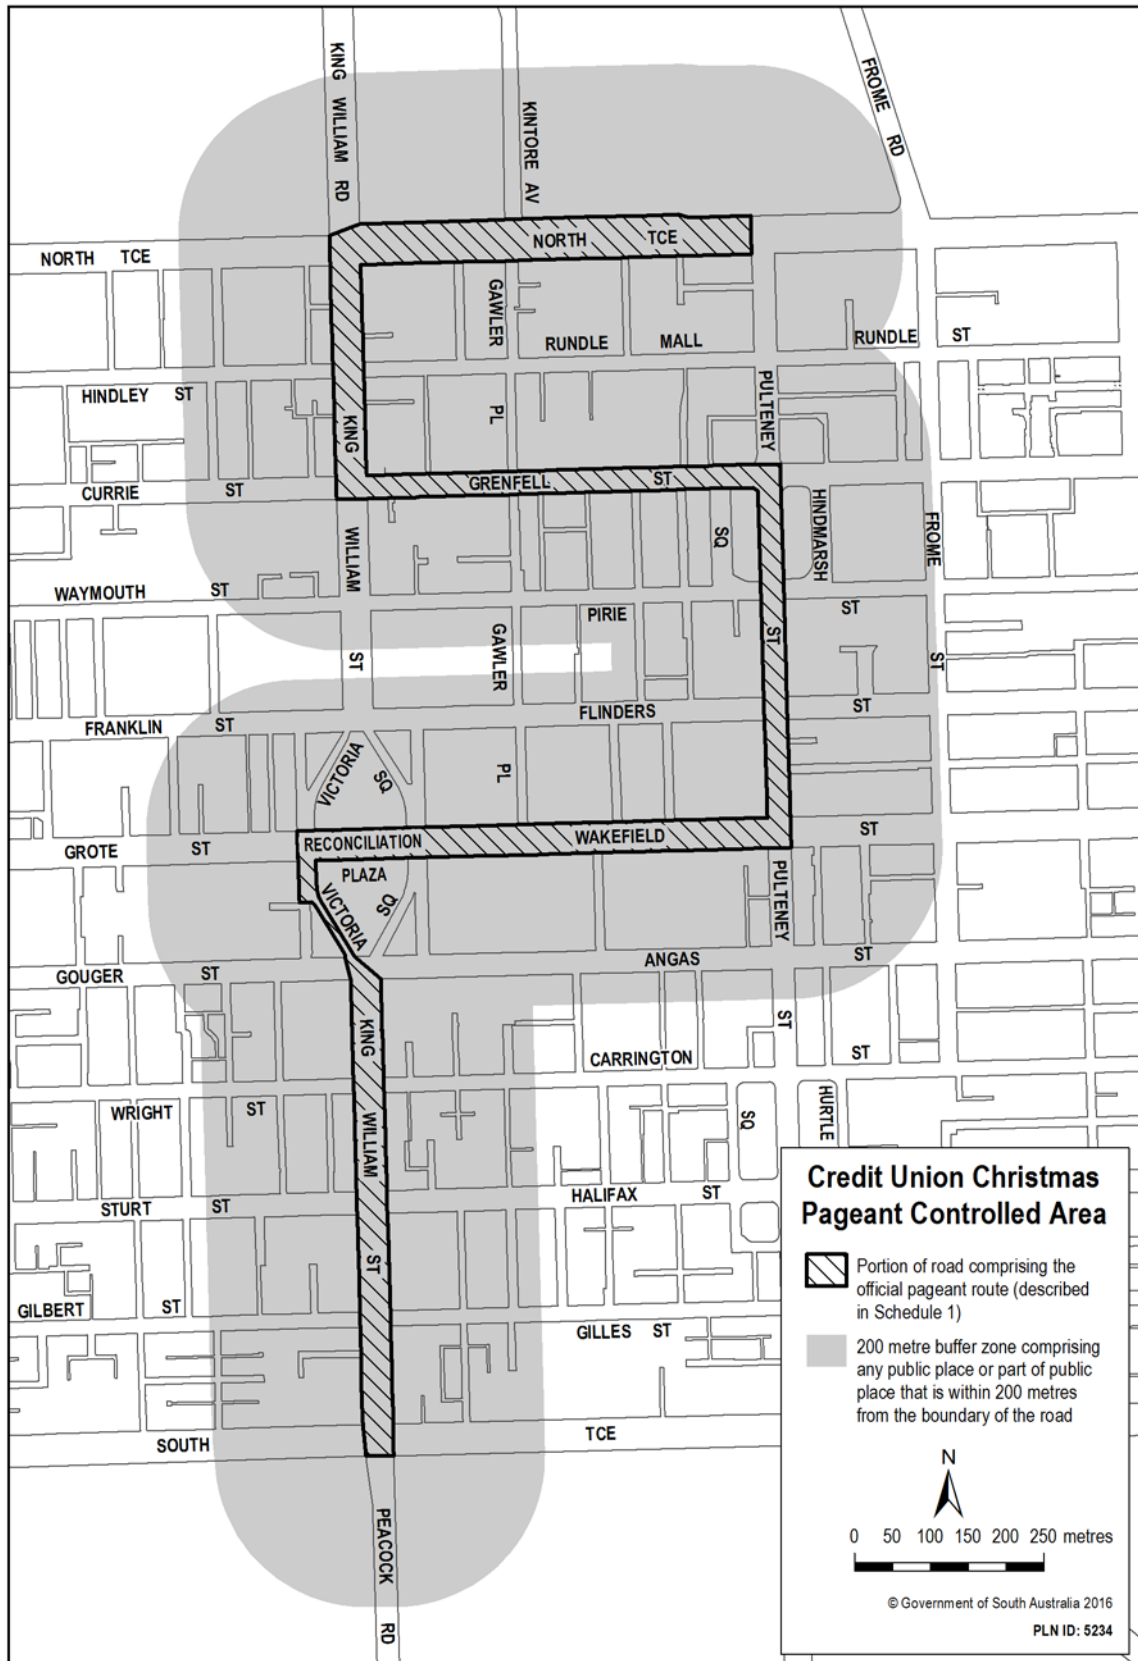 KING WILLIAM RD
KINTORE AV
FROME RD
NORTH TCE
NORTH TCE
GAWLER
RUNDLE MALL
RUNDLE ST
HINDLEY ST
PL
PULTENEY
KING
CURRIE ST
GRENFELL ST
WILLIAM
SQ
HINDMARSH
FROME
WAYMOUTH ST
PIRIE
ST
ST
GAWLER
ST
ST
FRANKLIN ST
FLINDERS
ST
VICTORIA SQ
PL
GROTE ST
RECONCILIATION
WAKEFIELD
ST
PLAZA
VICTORIA SQ
PULTENEY
GOUGER ST
ANGAS
ST
KING
ST
CARRINGTON
ST
WRIGHT ST
WILLIAM
SQ
HURTLE
STURT ST
HALIFAX ST
ST
GILBERT ST
GILLES ST
SOUTH
TCE
PEACOCK
RD
Credit Union Christmas
Pageant Controlled Area
Portion of road comprising the
official pageant route (described
in Schedule 1)
200 metre buffer zone comprising
any public place or part of public
place that is within 200 metres
from the boundary of the road
N
0 50 100 150 200 250 metres
© Government of South Australia 2016
PLN ID: 5234